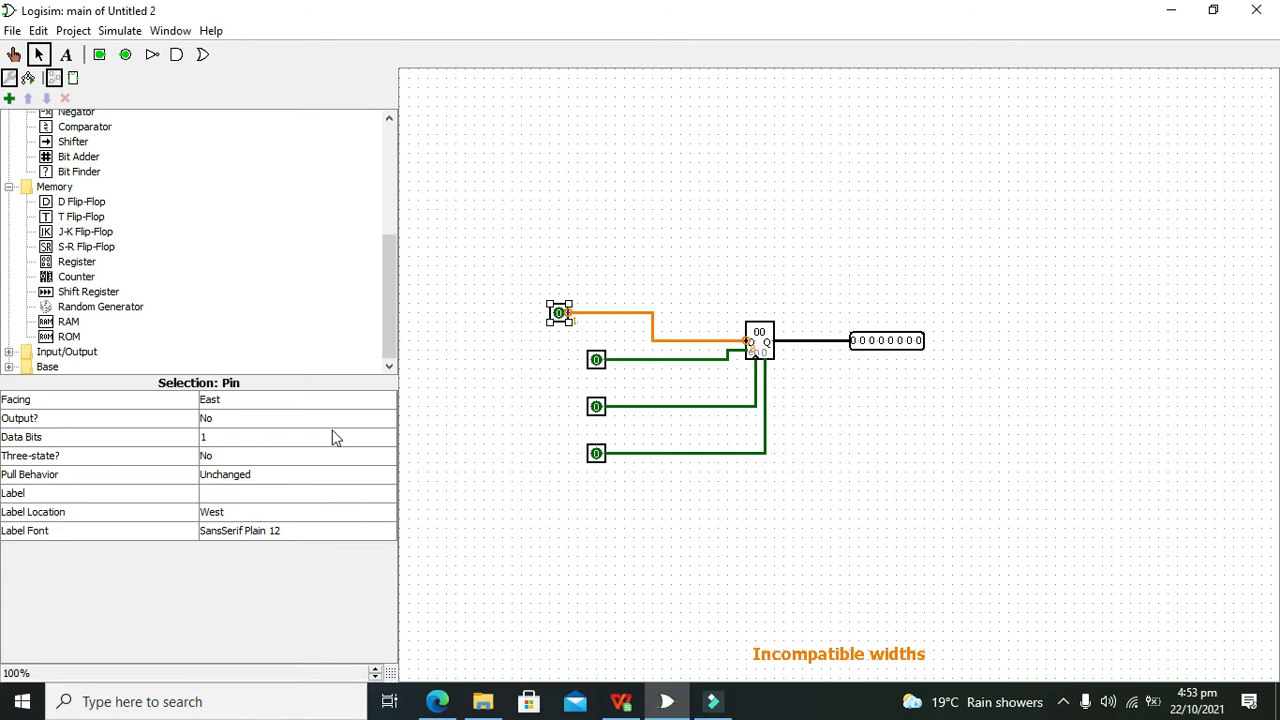 Logisim: main of Untitled 2
File Edit Project Simulate Window Help
A
Negator
Comparator
Shifter
Bit Adder
Bit Finder
Memory
D Flip-Flop
T Flip-Flop
J-K Flip-Flop
S-R Flip-Flop
Register
Counter
Shift Register
Random Generator
RAM
ROM
Input/Output
Base
Selection: Pin
Facing East
Output? No
Data Bits 1
Three-state? No
Pull Behavior Unchanged
Label
Label Location West
Label Font SansSerif Plain 12
100%
0
1
0
0
0
00
D Q
en 0
0 0 0 0 0 0 0 0
Incompatible widths
Type here to search
19°C Rain showers
4:53 pm
22/10/2021